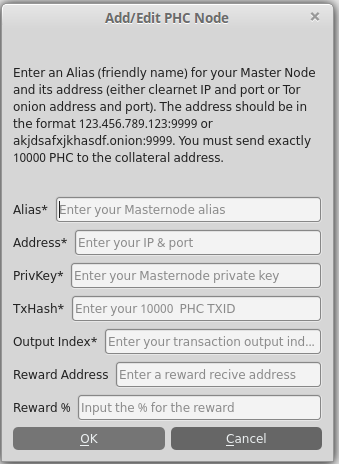 Add/Edit PHC Node
Enter an Alias (friendly name) for your Master Node
and its address (either clearnet IP and port or Tor
onion address and port). The address should be in
the format 123.456.789.123:9999 or
akjdsafxjkhasdf.onion:9999. You must send exactly
10000 PHC to the collateral address.
Alias* Enter your Masternode alias
Address* Enter your IP & port
PrivKey* Enter your Masternode private key
TxHash* Enter your 10000  PHC TXID
Output Index* Enter your transaction output ind...
Reward Address Enter a reward recive address
Reward % Input the % for the reward
OK Cancel